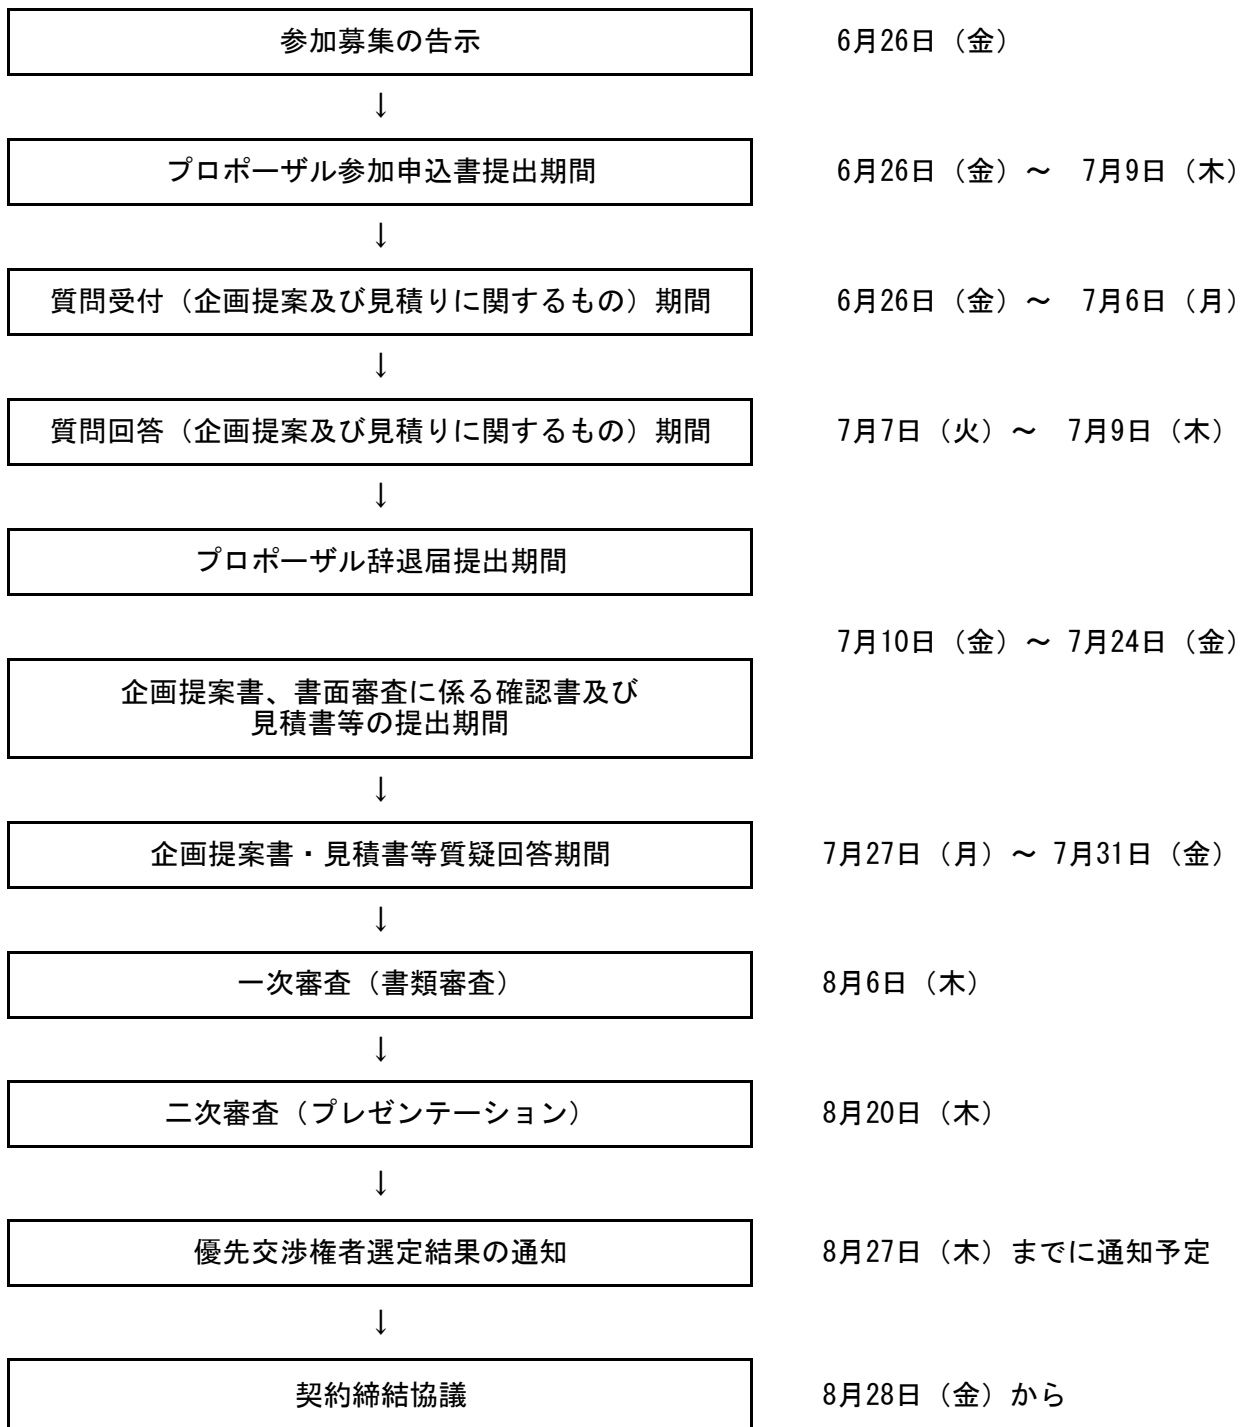 参加募集の告示 6月26日（金）
↓
プロポーザル参加申込書提出期間 6月26日（金）～　7月9日（木）
↓
質問受付（企画提案及び見積りに関するもの）期間 6月26日（金）～　7月6日（月）
↓
質問回答（企画提案及び見積りに関するもの）期間 7月7日（火）～　7月9日（木）
↓
プロポーザル辞退届提出期間
7月10日（金）～ 7月24日（金）
企画提案書、書面審査に係る確認書及び
見積書等の提出期間
↓
企画提案書・見積書等質疑回答期間 7月27日（月）～ 7月31日（金）
↓
一次審査（書類審査） 8月6日（木）
↓
二次審査（プレゼンテーション） 8月20日（木）
↓
優先交渉権者選定結果の通知 8月27日（木）までに通知予定
↓
契約締結協議 8月28日（金）から